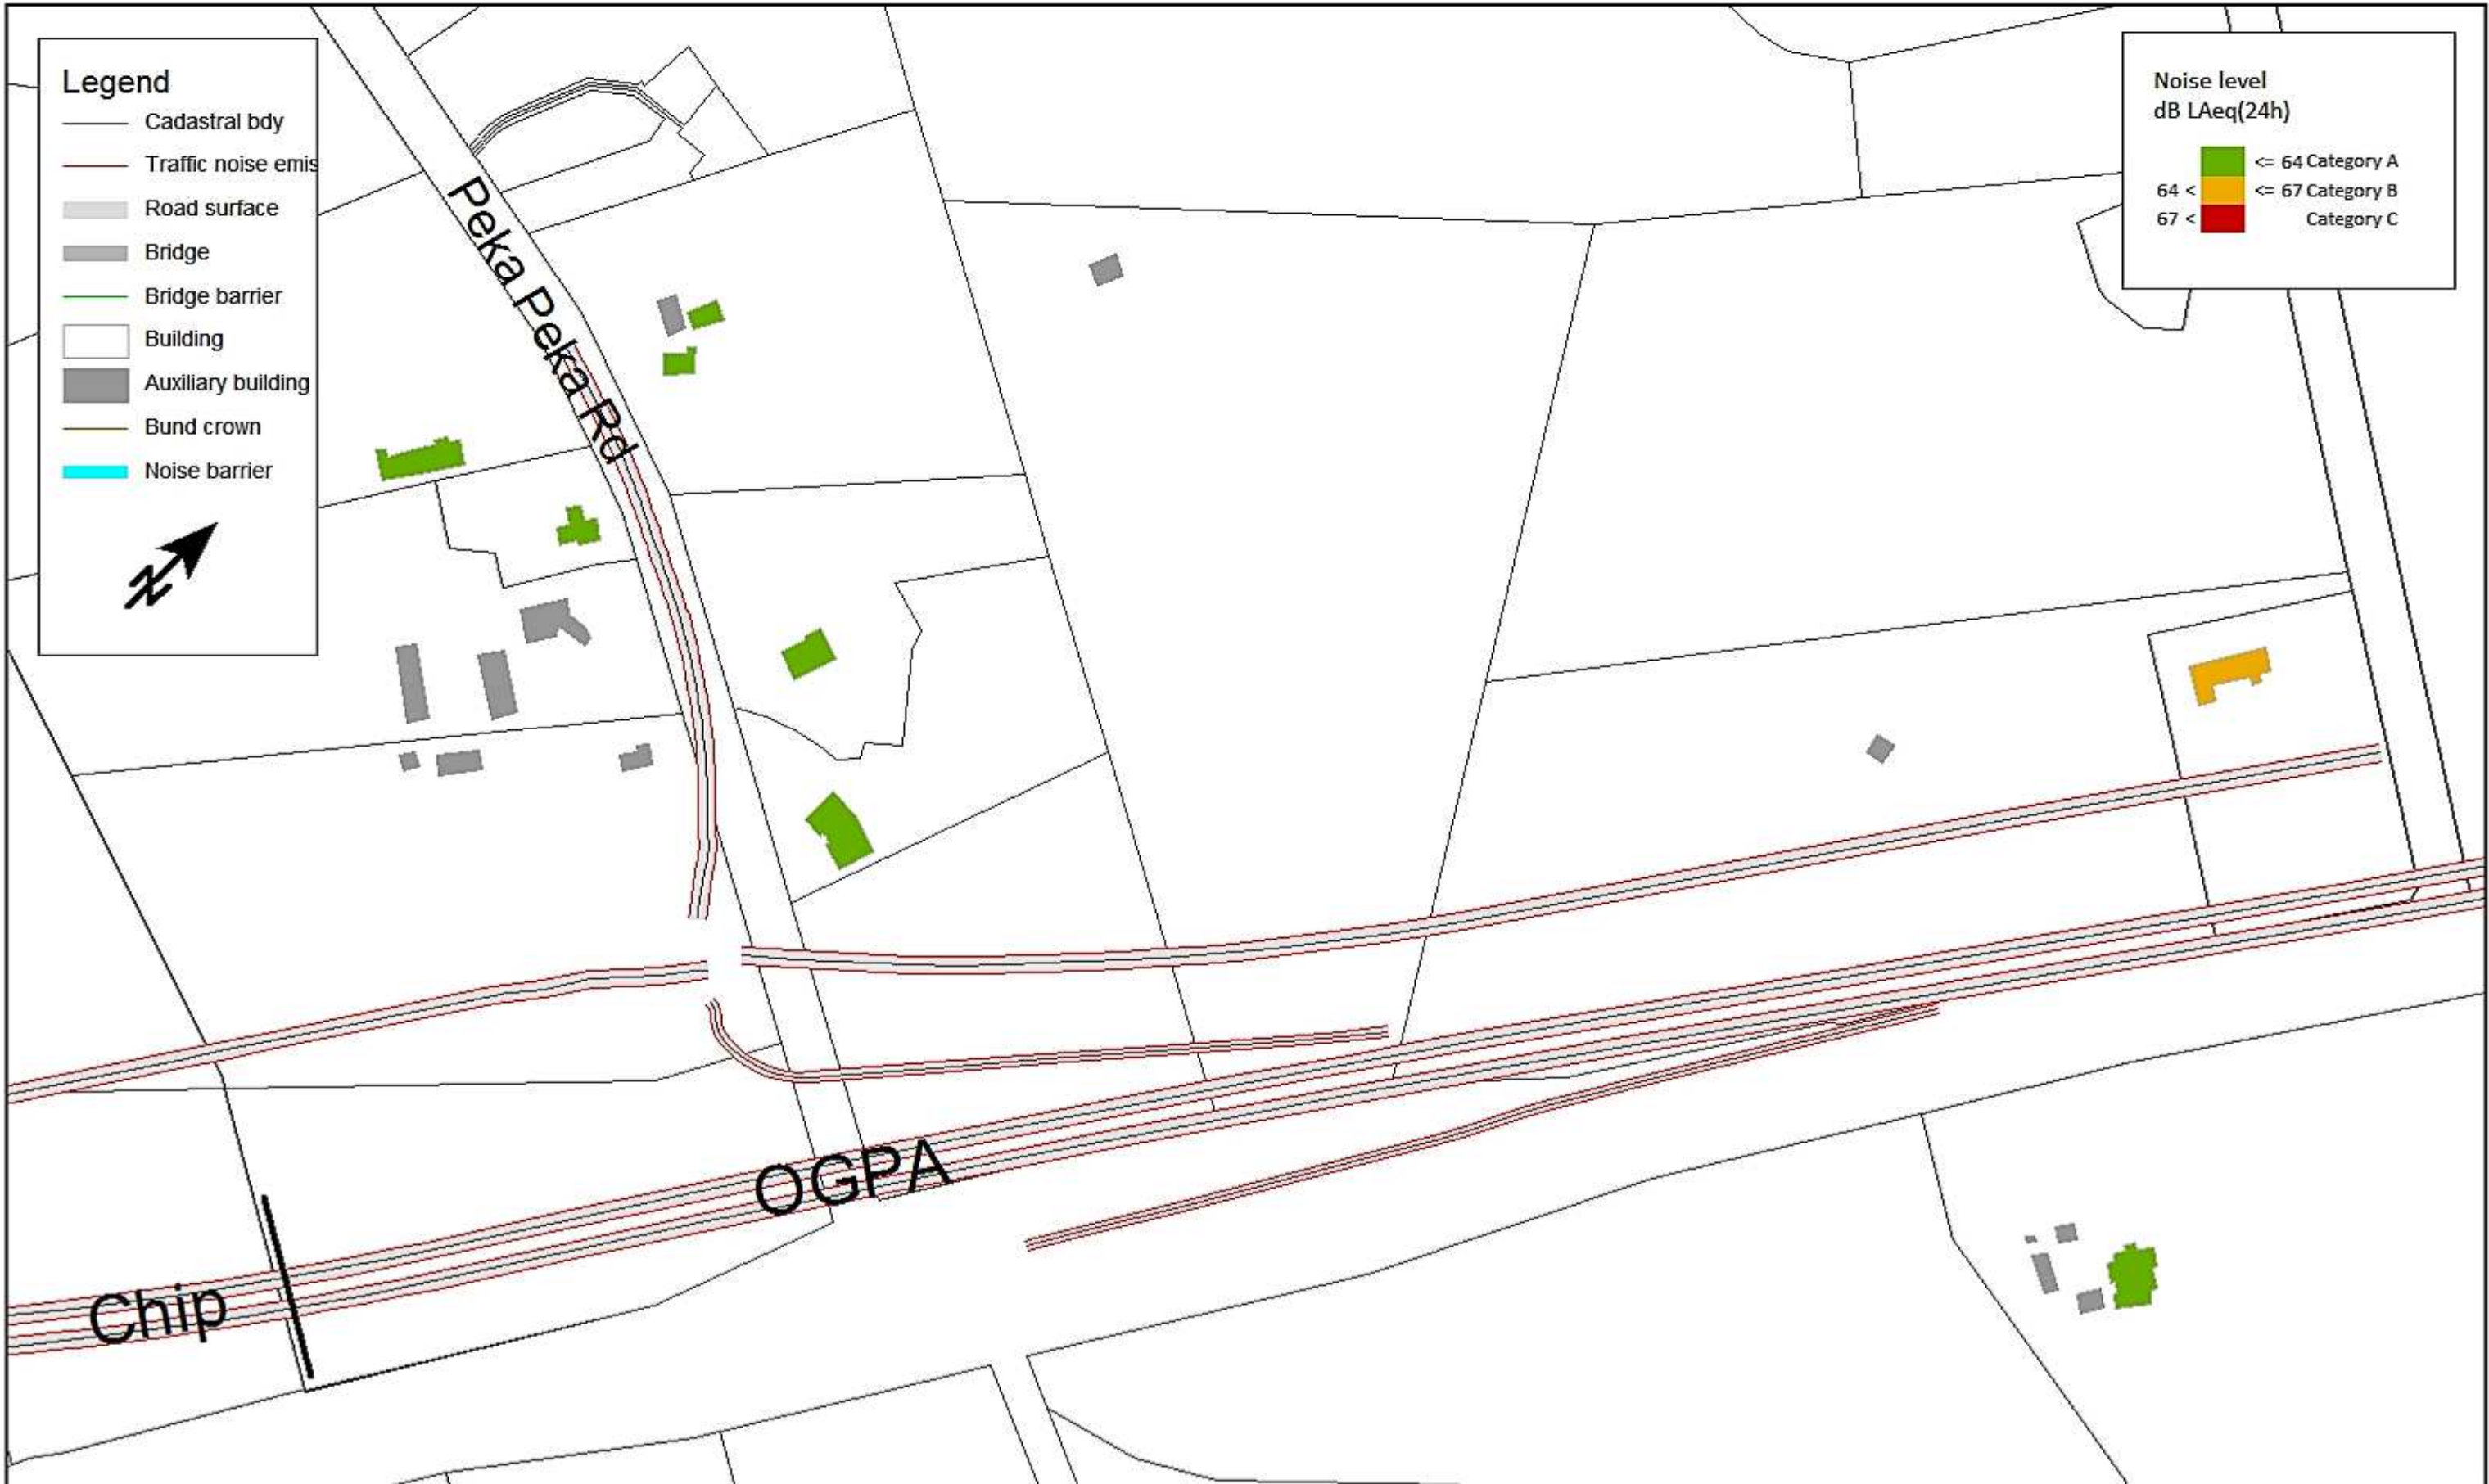 Legend
Cadastral bdy
Traffic noise emis
Road surface
Bridge
Bridge barrier
Building
Auxiliary building
Bund crown
Noise barrier
N
Noise level
dB LAeq(24h)
<= 64 Category A
64 < <= 67 Category B
67 < Category C
Peka Peka Rd
OGPA
Chip